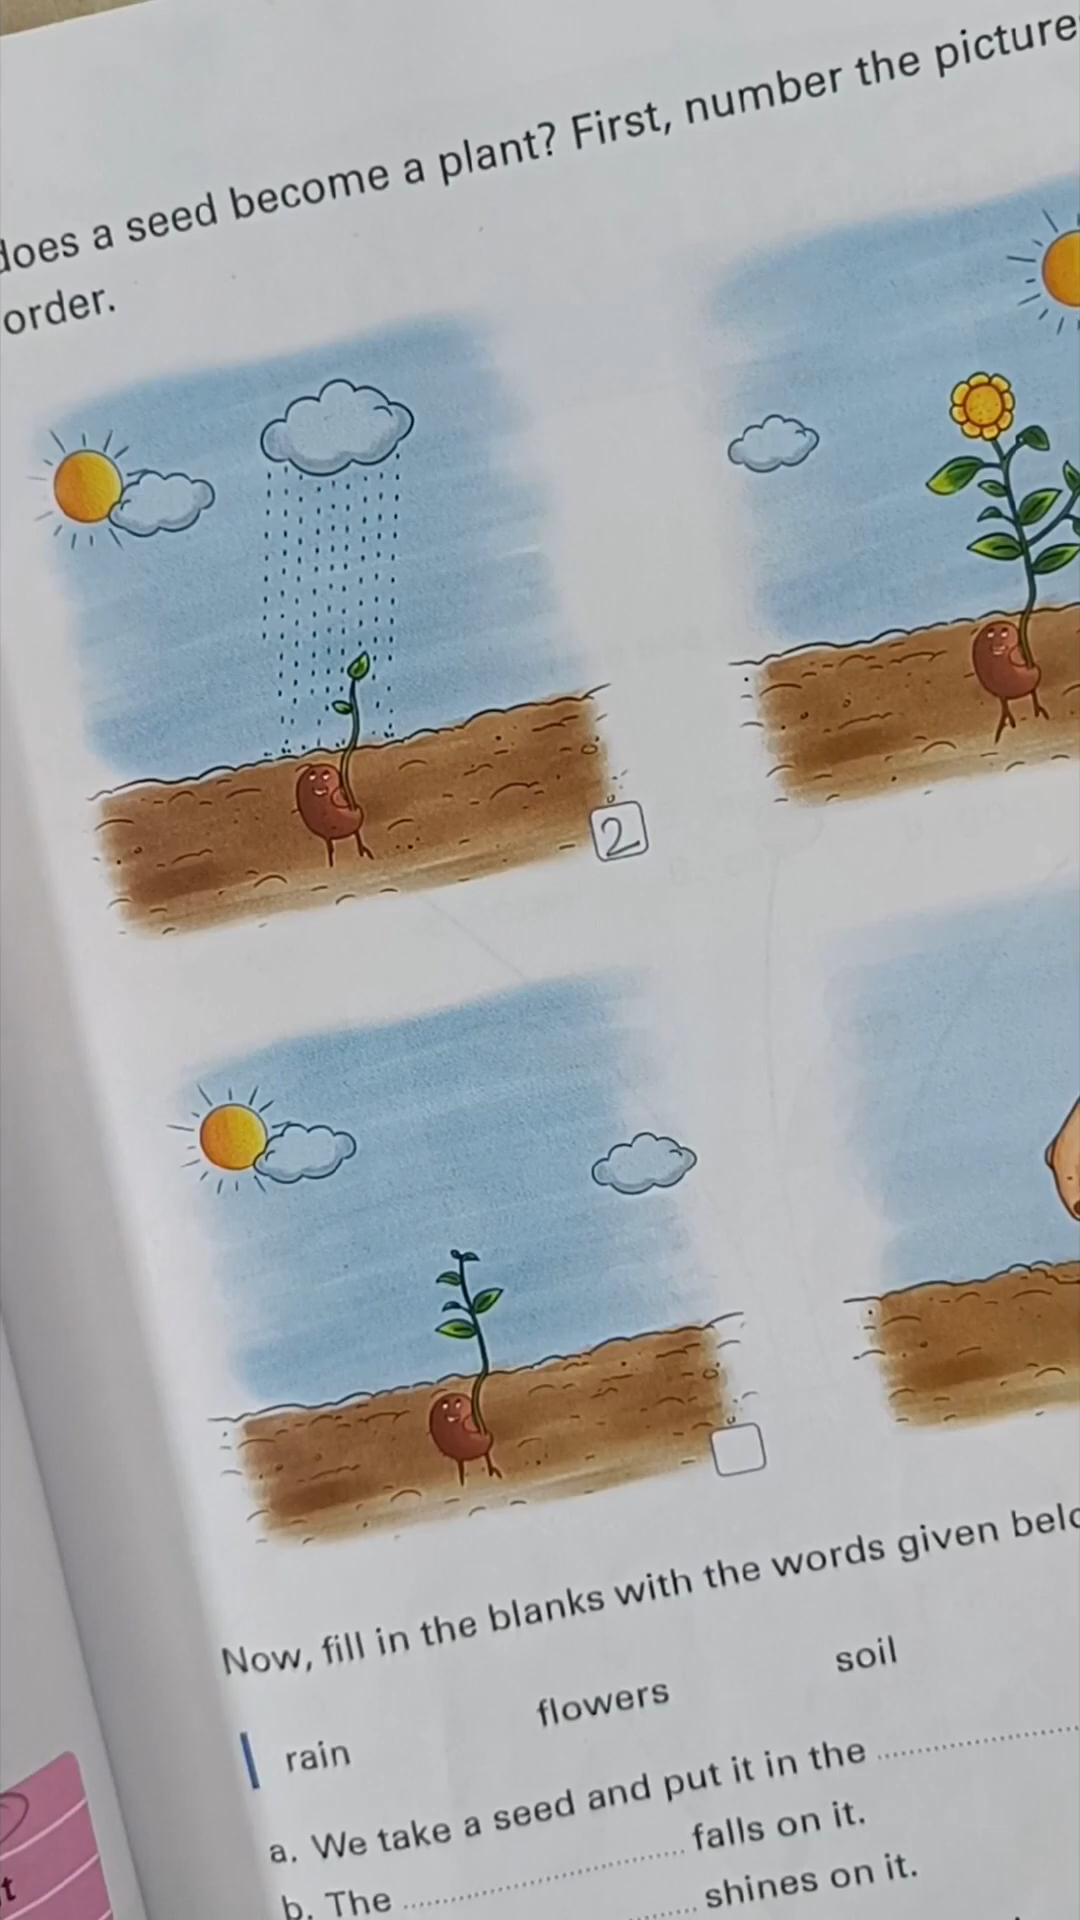 does a seed become a plant? First, number the picture
order.
2
Now, fill in the blanks with the words given
rain flowers soil
a. We take a seed and put it in the
b. The falls on it.
shines on it.
t